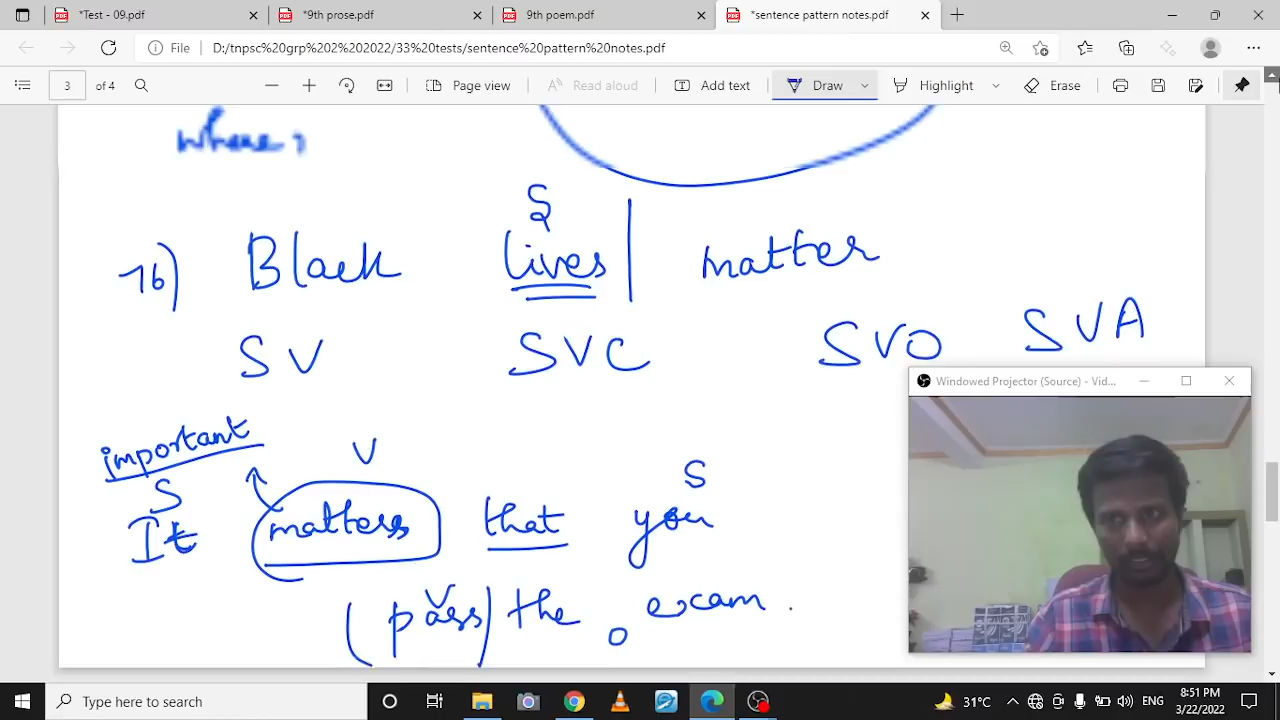 *Test - 09.pdf
*9th prose.pdf
9th poem.pdf
*sentence pattern notes.pdf
File
D:/tnpsc%20grp%202%202022/33%20tests/sentence%20pattern%20notes.pdf
3 of 4
Page view
Read aloud
Add text
Draw
Highlight
Erase
where ?
S
16) Black lives | matter
SV SVC SVO SVA
Windowed Projector (Source) - Vid...
important
S V S
It matters that you
V
(pass) the exam .
O
Type here to search
31°C
ENG
8:51 PM
3/22/2022